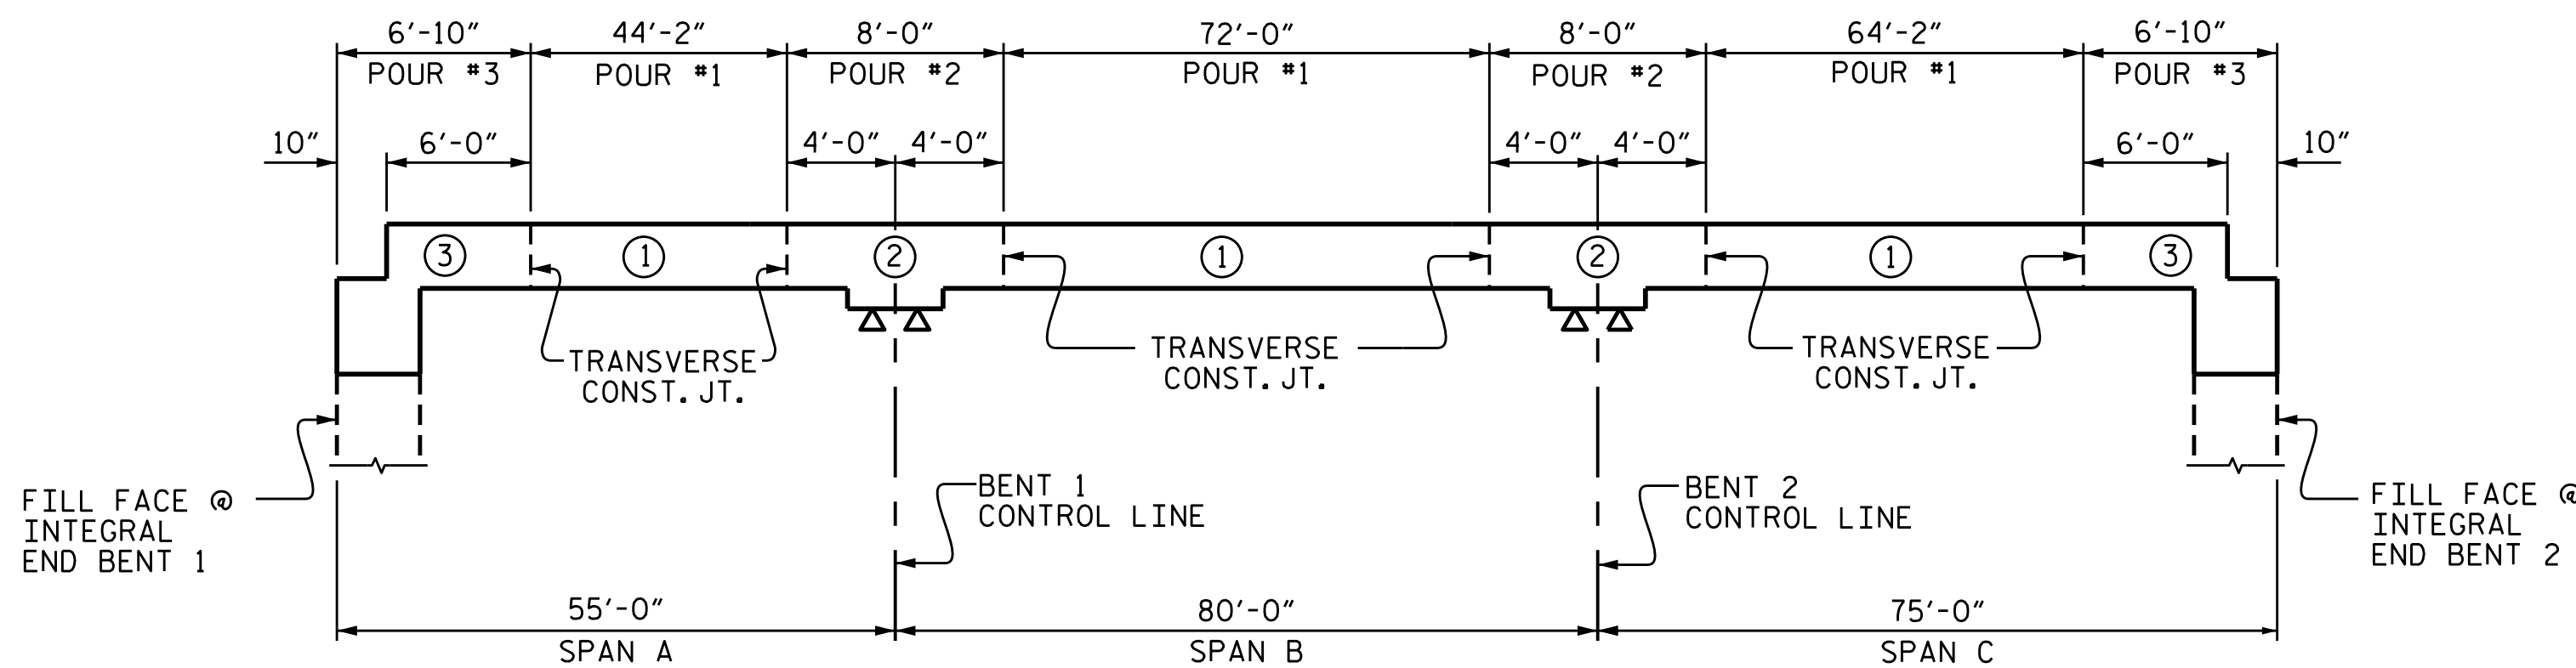 6'-10" 44'-2" 8'-0" 72'-0" 8'-0" 64'-2" 6'-10"
POUR #3 POUR #1 POUR #2 POUR #1 POUR #2 POUR #1 POUR #3
10" 6'-0" 4'-0" 4'-0" 4'-0" 4'-0" 6'-0" 10"
3 1 2 1 2 1 3
TRANSVERSE
CONST. JT.
TRANSVERSE
CONST. JT.
TRANSVERSE
CONST. JT.
FILL FACE @
INTEGRAL
END BENT 1
BENT 1
CONTROL LINE
BENT 2
CONTROL LINE
FILL FACE @
INTEGRAL
END BENT 2
55'-0" 80'-0" 75'-0"
SPAN A SPAN B SPAN C